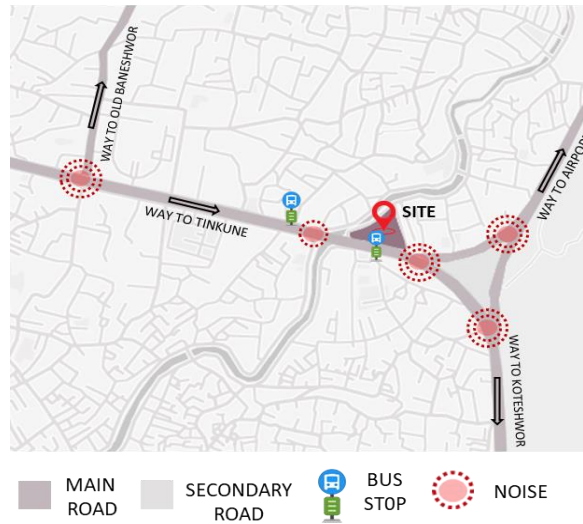 WAY TO OLD BANESHWOR
WAY TO TINKUNE
SITE
WAY TO AIRPORT
WAY TO KOTESHWOR
MAIN
ROAD
SECONDARY
ROAD
BUS
ST0P
NOISE